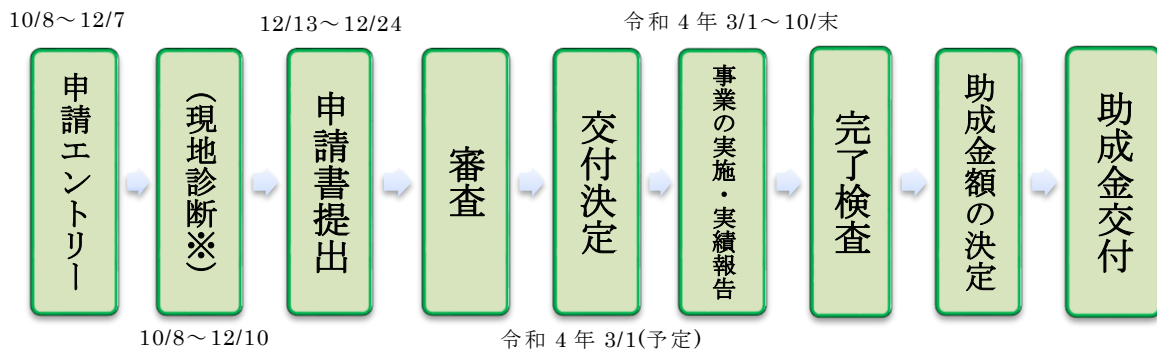 10/8～12/7
12/13～12/24
令和 4 年 3/1～10/末
申請エントリー
（現地診断※）
申請書提出
審査
交付決定
事業の実施・実績報告
完了検査
助成金額の決定
助成金交付
10/8～12/10
令和 4 年 3/1(予定)